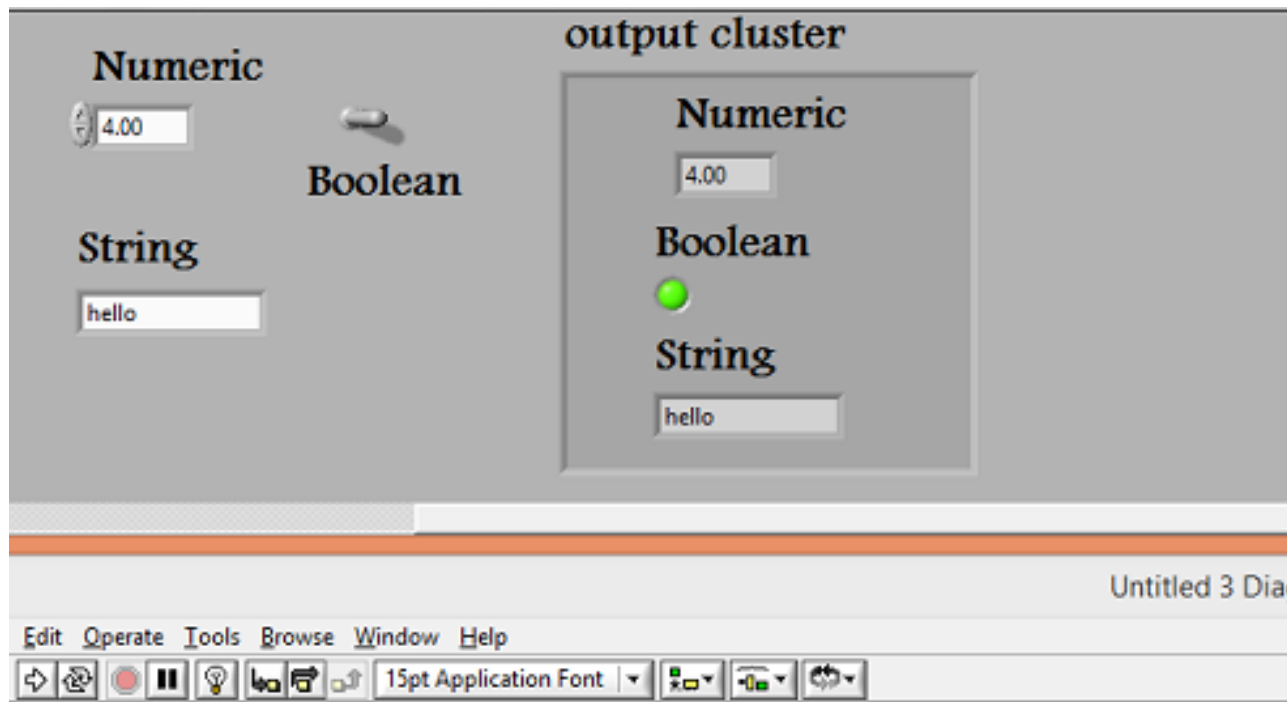 Numeric
4.00
Boolean
String
hello
output cluster
Numeric
4.00
Boolean
String
hello
Untitled 3
Edit Operate Tools Browse Window Help
15pt Application Font